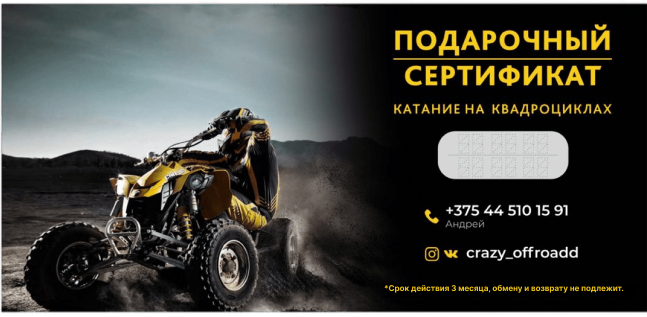 ПОДАРОЧНЫЙ
СЕРТИФИКАТ
КАТАНИЕ НА КВАДРОЦИКЛАХ
+375 44 510 15 91
Андрей
crazy_offroadd
*Срок действия 3 месяца, обмену и возврату не подлежит.